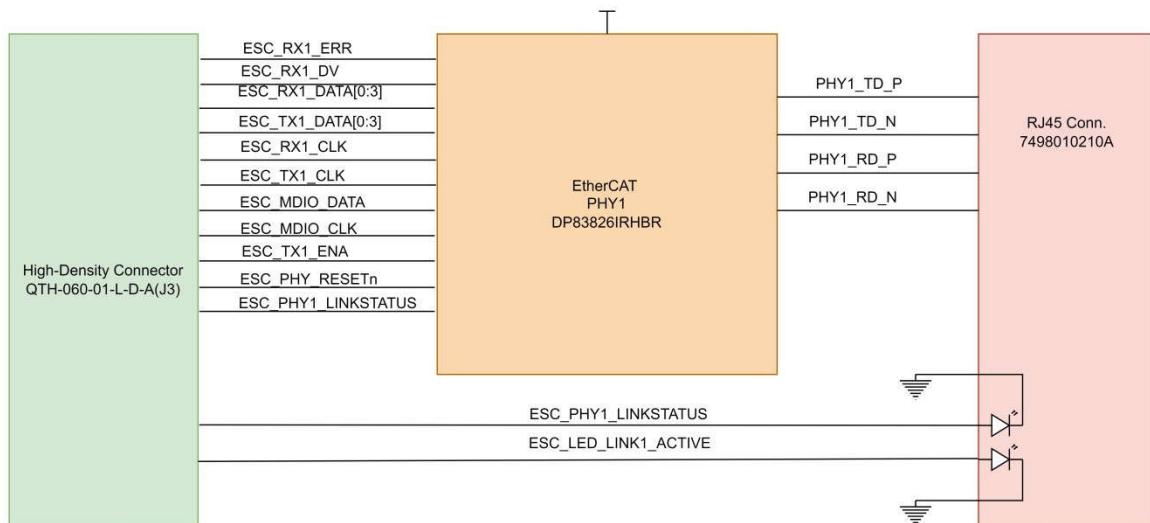 ESC_RX1_ERR
ESC_RX1_DV
ESC_RX1_DATA[0:3]
ESC_TX1_DATA[0:3]
ESC_RX1_CLK
ESC_TX1_CLK
ESC_MDIO_DATA
ESC_MDIO_CLK
ESC_TX1_ENA
ESC_PHY_RESETn
ESC_PHY1_LINKSTATUS
High-Density Connector
QTH-060-01-L-D-A(J3)
EtherCAT
PHY1
DP83826IRHBR
PHY1_TD_P
PHY1_TD_N
PHY1_RD_P
PHY1_RD_N
RJ45 Conn.
7498010210A
ESC_PHY1_LINKSTATUS
ESC_LED_LINK1_ACTIVE